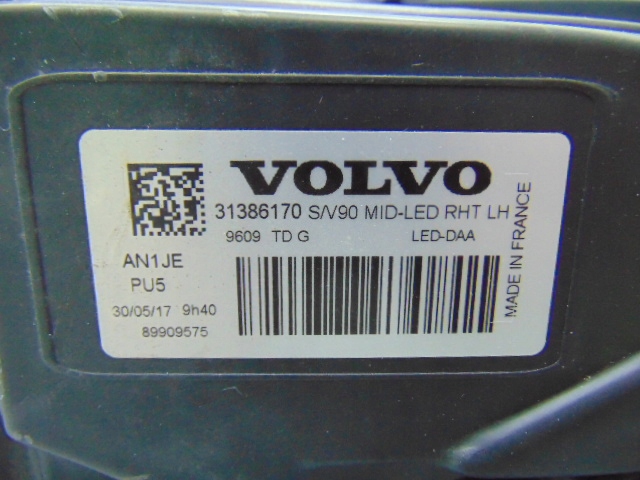 VOLVO
31386170 S/V90 MID-LED RHT LH
9609 TD G LED-DAA
AN1JE
PU5
30/05/17 9h40
89909575
MADE IN FRANCE